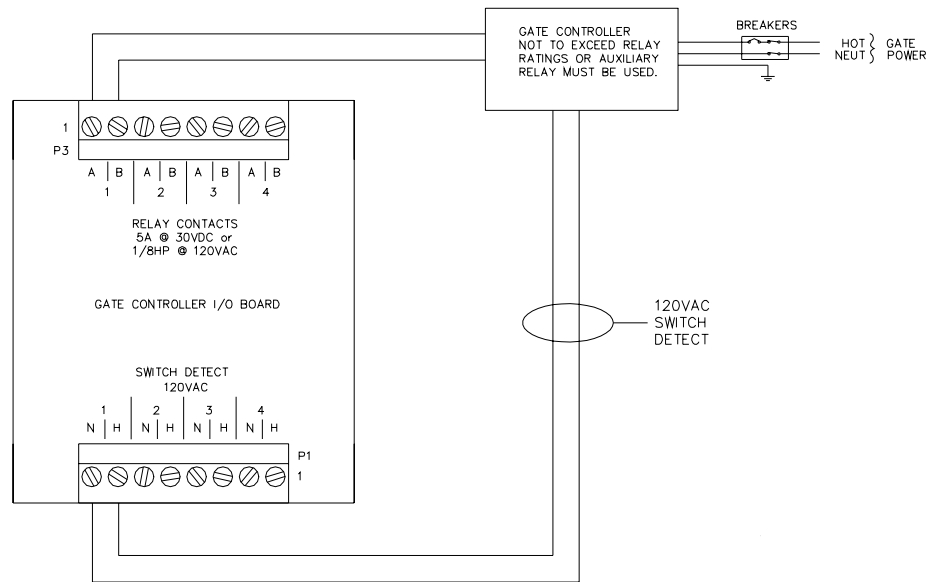 GATE CONTROLLER
NOT TO EXCEED RELAY
RATINGS OR AUXILIARY
RELAY MUST BE USED.
BREAKERS
HOT
NEUT
GATE
POWER
1
P3
A B A B A B A B
1 2 3 4
RELAY CONTACTS
5A @ 30VDC or
1/8HP @ 120VAC
GATE CONTROLLER I/O BOARD
120VAC
SWITCH
DETECT
SWITCH DETECT
120VAC
1 2 3 4
N H N H N H N H
P1
1